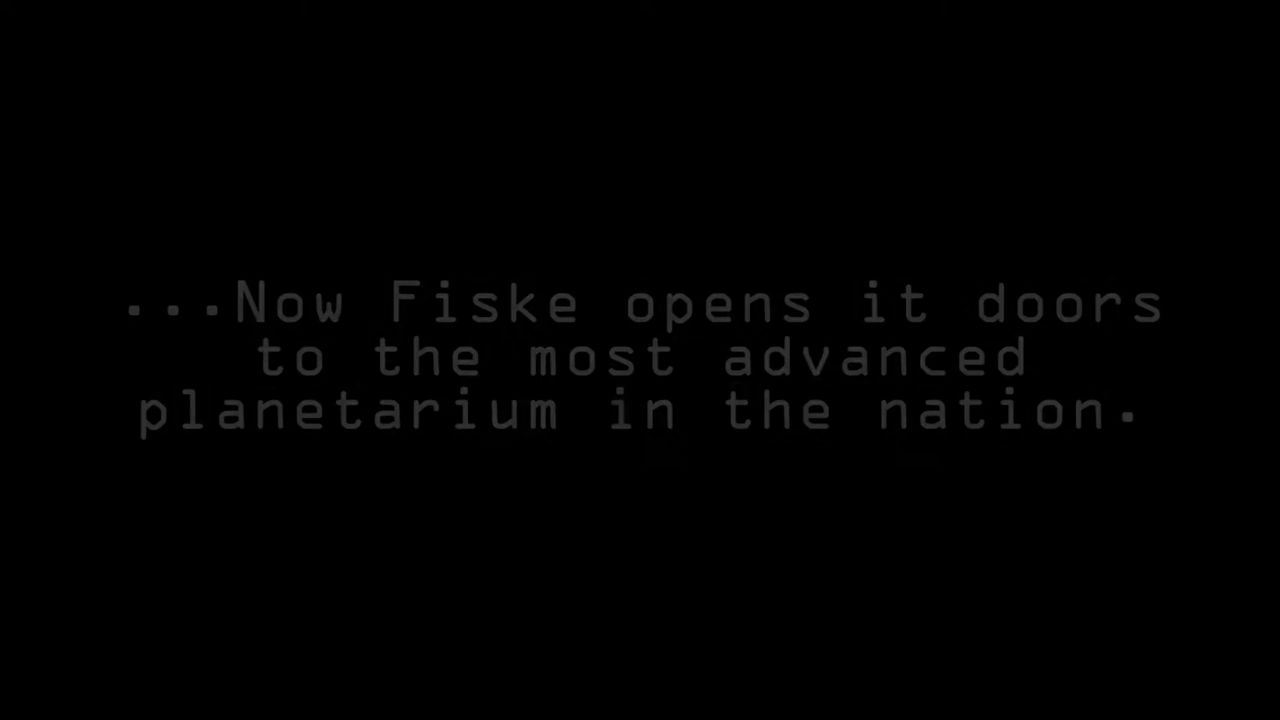 ...Now Fiske opens it doors
to the most advanced
planetarium in the nation.